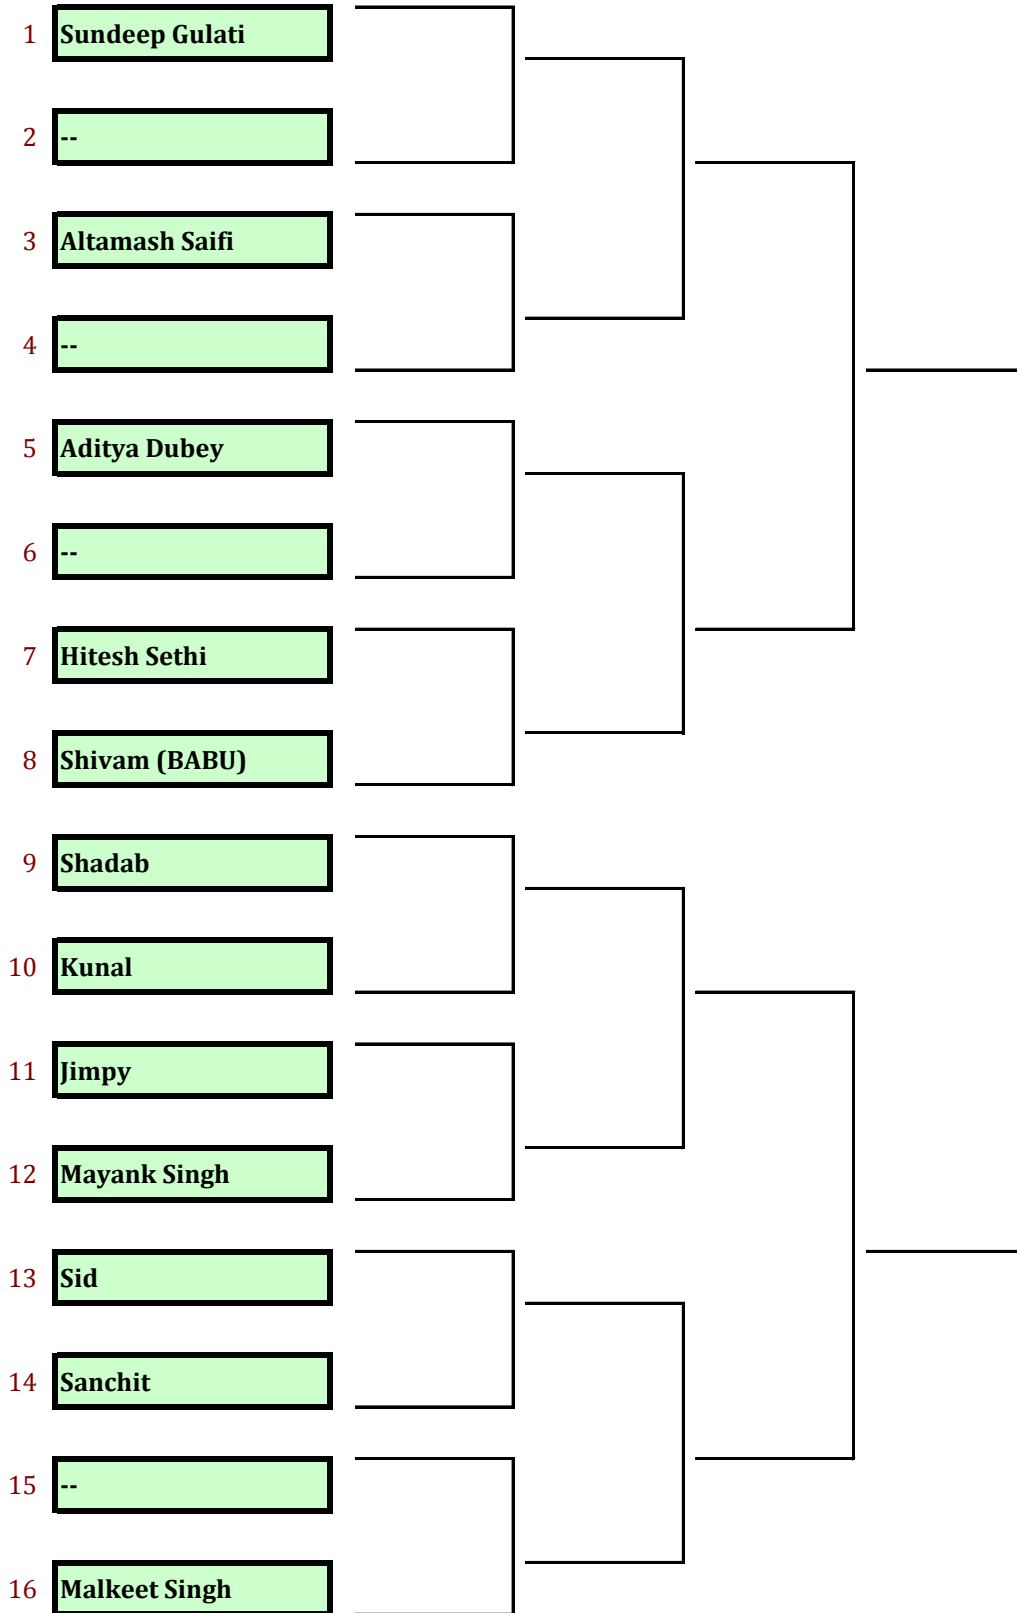 1 Sundeep Gulati
2 --
3 Altamash Saifi
4 --
5 Aditya Dubey
6 --
7 Hitesh Sethi
8 Shivam (BABU)
9 Shadab
10 Kunal
11 Jimpy
12 Mayank Singh
13 Sid
14 Sanchit
15 --
16 Malkeet Singh